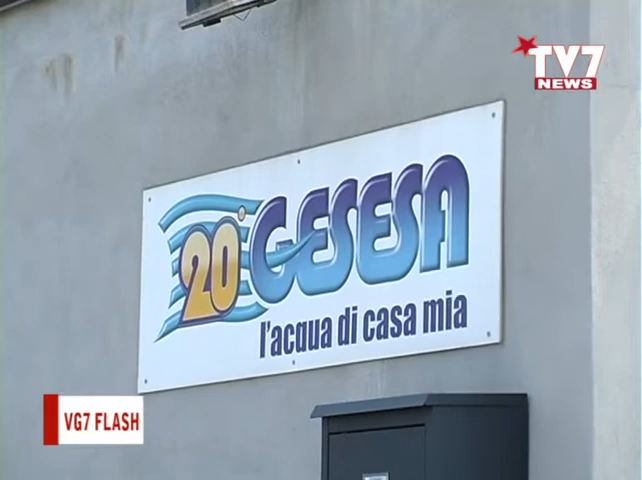 TV7
NEWS
20° GESESA
l'acqua di casa mia
VG7 FLASH